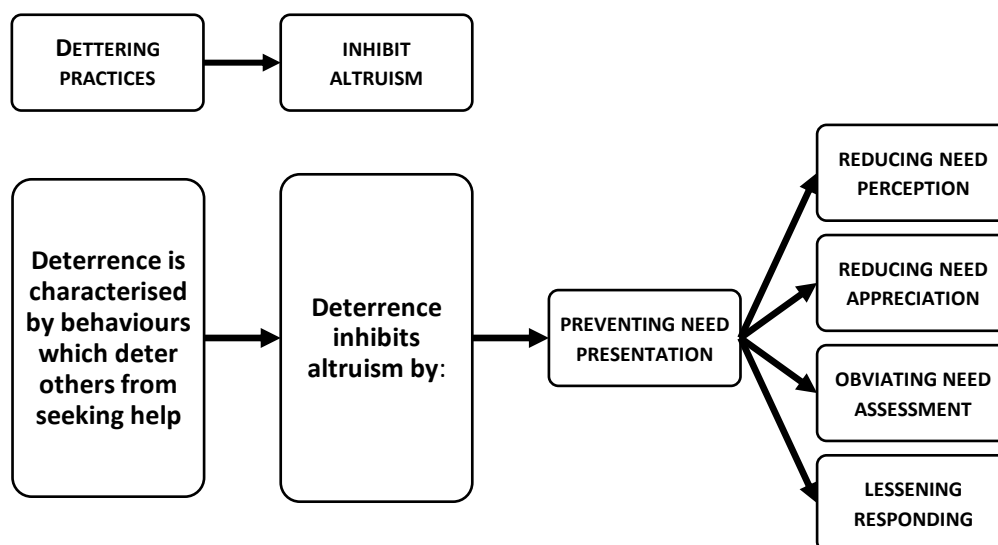 DETTERING
PRACTICES
INHIBIT
ALTRUISM
Deterrence is
characterised
by behaviours
which deter
others from
seeking help
Deterrence
inhibits
altruism by:
PREVENTING NEED
PRESENTATION
REDUCING NEED
PERCEPTION
REDUCING NEED
APPRECIATION
OBVIATING NEED
ASSESSMENT
LESSENING
RESPONDING